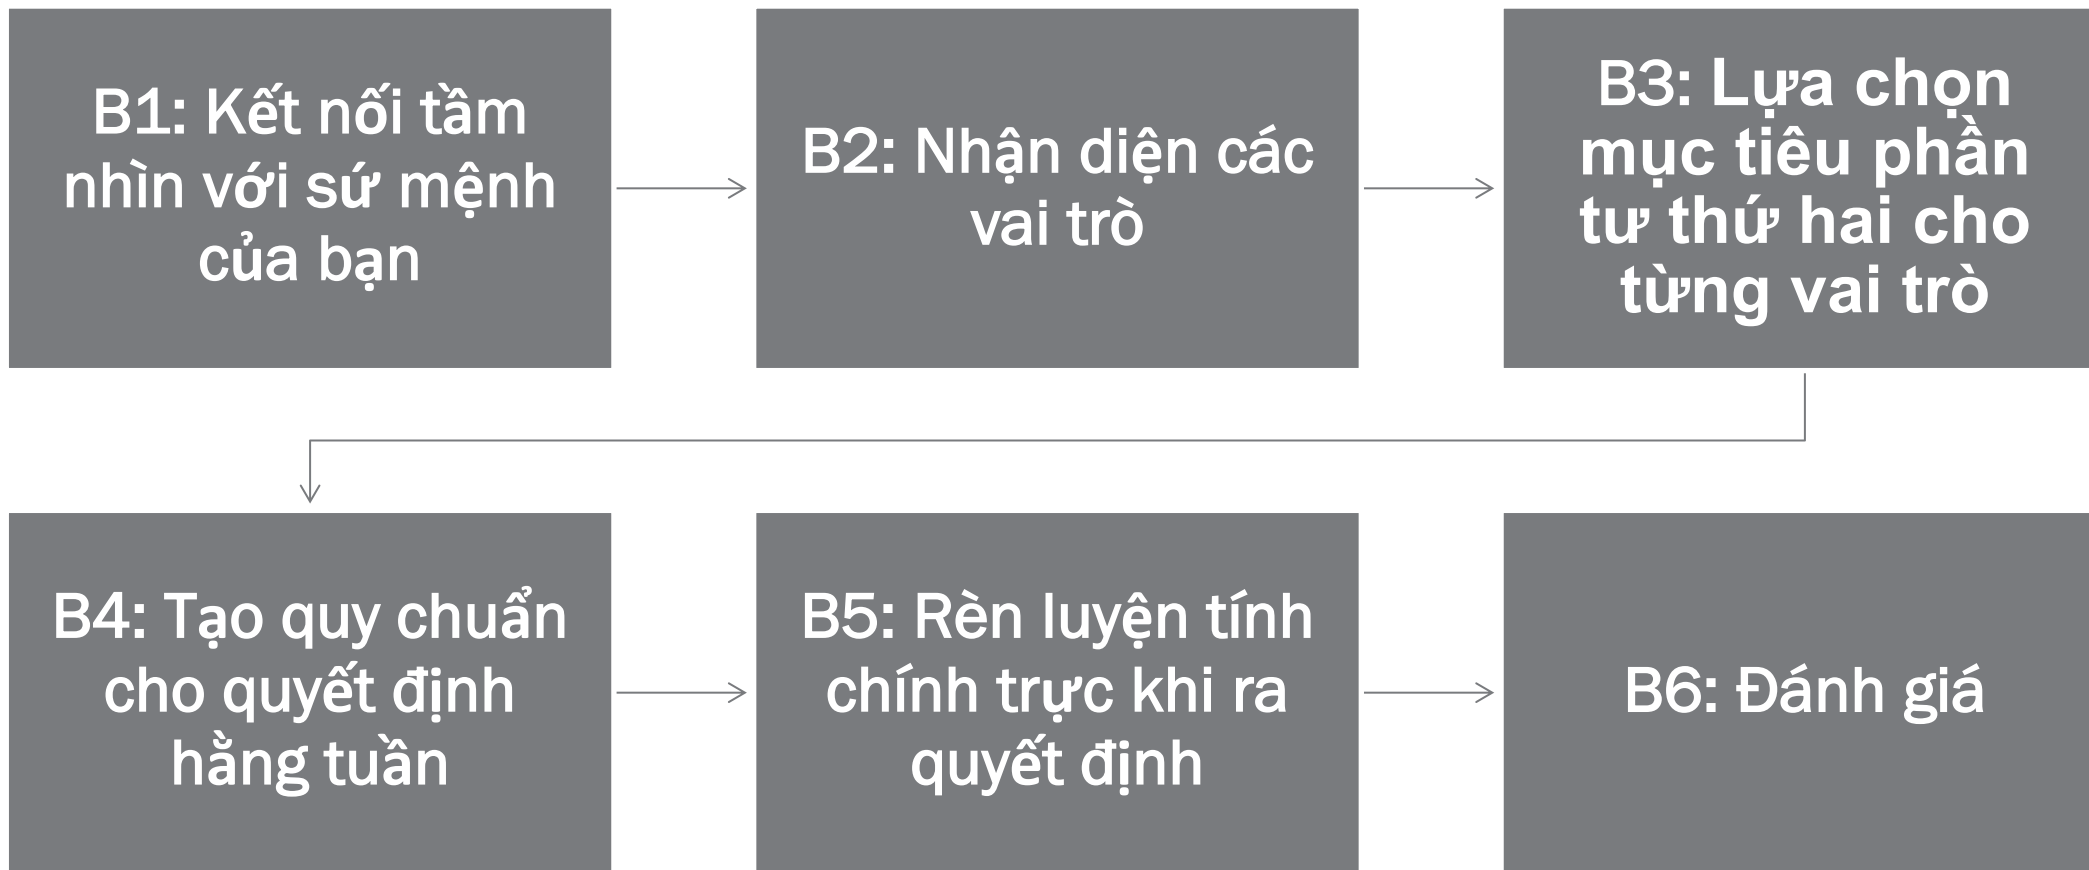 B1: Kết nối tầm
nhìn với sứ mệnh
của bạn
B2: Nhận diện các
vai trò
B3: Lựa chọn
mục tiêu phần
tư thứ hai cho
từng vai trò
B4: Tạo quy chuẩn
cho quyết định
hằng tuần
B5: Rèn luyện tính
chính trực khi ra
quyết định
B6: Đánh giá